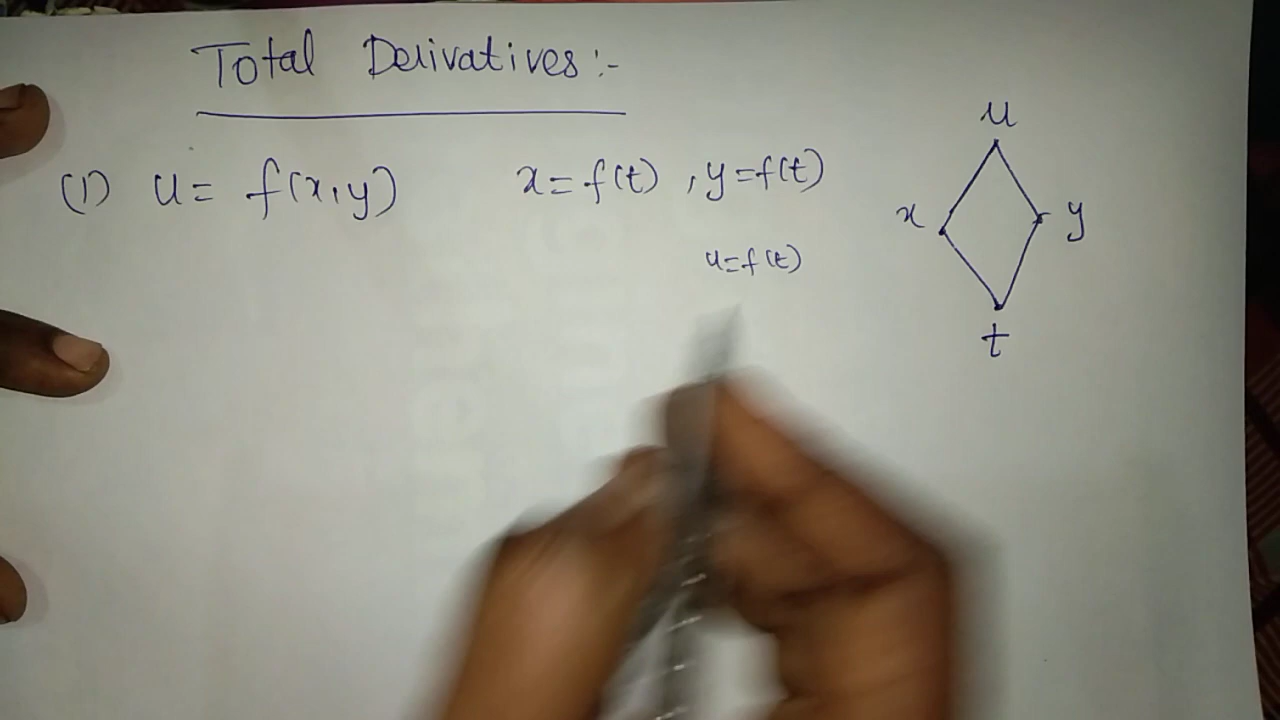 Total Derivatives :-
(1) u = f(x,y) x = f(t) , y = f(t)
u = f(t)
u
x y
t